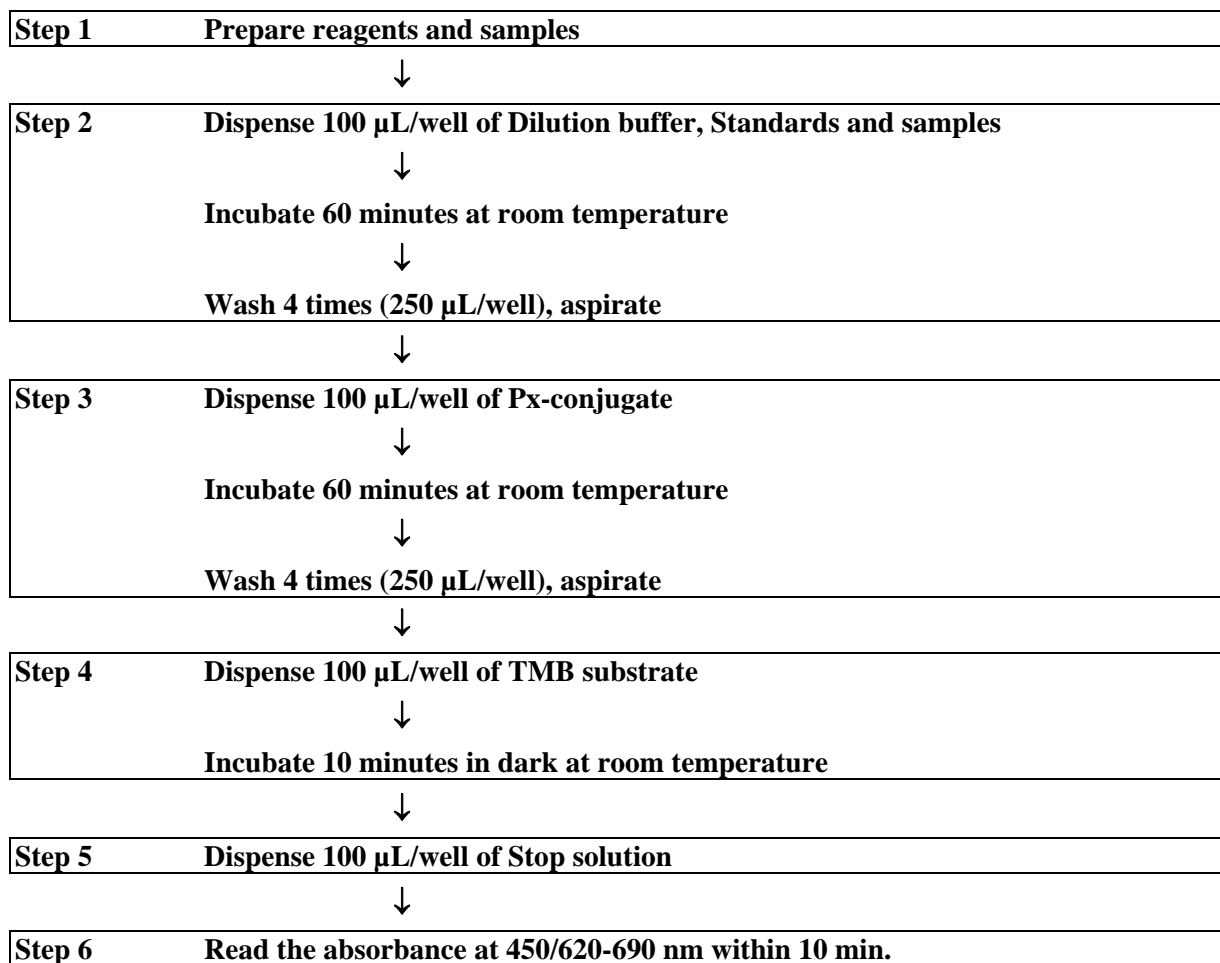 Step 1 Prepare reagents and samples
↓
Step 2 Dispense 100 µL/well of Dilution buffer, Standards and samples
↓
Incubate 60 minutes at room temperature
↓
Wash 4 times (250 µL/well), aspirate
↓
Step 3 Dispense 100 µL/well of Px-conjugate
↓
Incubate 60 minutes at room temperature
↓
Wash 4 times (250 µL/well), aspirate
↓
Step 4 Dispense 100 µL/well of TMB substrate
↓
Incubate 10 minutes in dark at room temperature
↓
Step 5 Dispense 100 µL/well of Stop solution
↓
Step 6 Read the absorbance at 450/620-690 nm within 10 min.